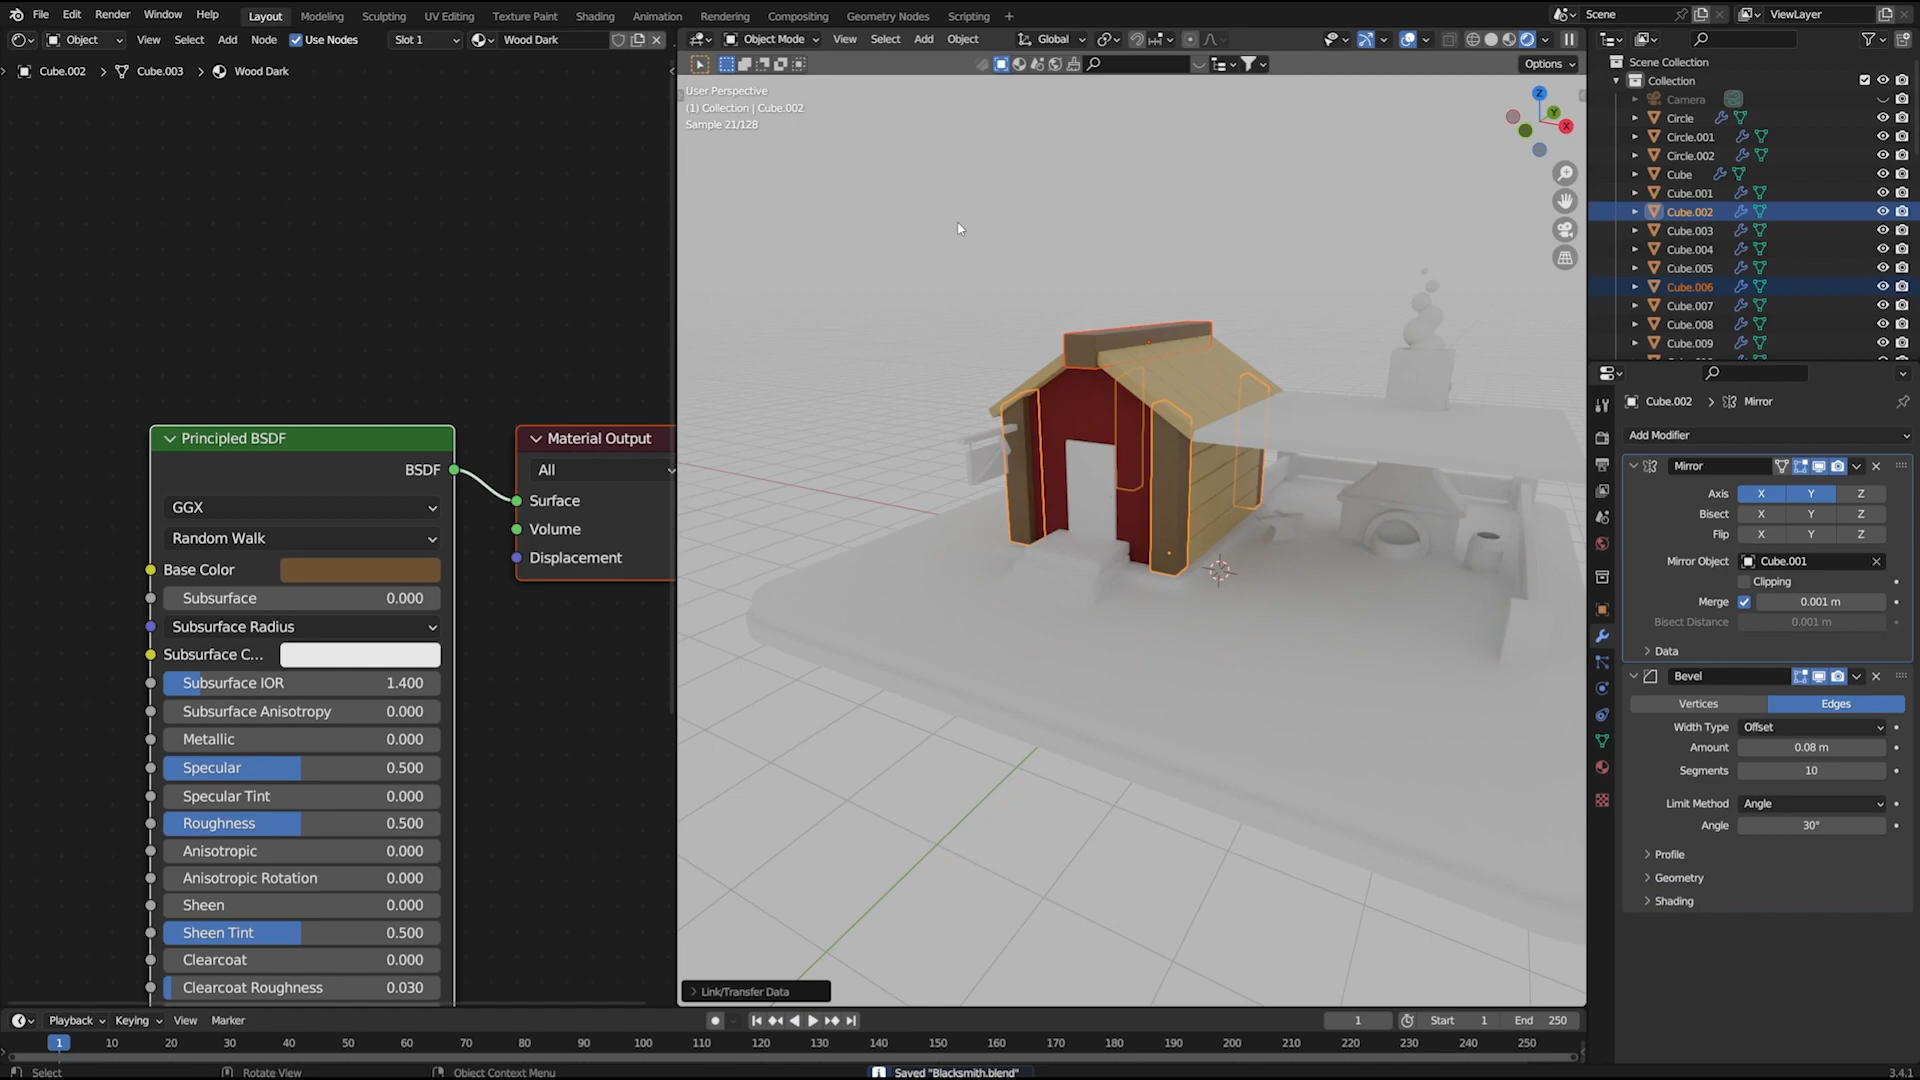 File Edit Render Window Help Layout Modeling Sculpting UV Editing Texture Paint Shading Animation Rendering Compositing Geometry Nodes Scripting + Scene ViewLayer
Object View Select Add Node Use Nodes Slot 1 Wood Dark
Object Mode View Select Add Object Global
Options
Cube.002 > Cube.003 > Wood Dark
User Perspective
(1) Collection | Cube.002
Sample 21/128
Z
Y
X
Principled BSDF
BSDF
GGX
Random Walk
Base Color
Subsurface 0.000
Subsurface Radius
Subsurface C...
Subsurface IOR 1.400
Subsurface Anisotropy 0.000
Metallic 0.000
Specular 0.500
Specular Tint 0.000
Roughness 0.500
Anisotropic 0.000
Anisotropic Rotation 0.000
Sheen 0.000
Sheen Tint 0.500
Clearcoat 0.000
Clearcoat Roughness 0.030
Material Output
All
Surface
Volume
Displacement
Link/Transfer Data
Scene Collection
Collection
Camera
Circle
Circle.001
Circle.002
Cube
Cube.001
Cube.002
Cube.003
Cube.004
Cube.005
Cube.006
Cube.007
Cube.008
Cube.009
Cube.002 > Mirror
Add Modifier
Mirror
Axis X Y Z
Bisect X Y Z
Flip X Y Z
Mirror Object Cube.001
Clipping
Merge 0.001 m
Bisect Distance 0.001 m
Data
Bevel
Vertices Edges
Width Type Offset
Amount 0.08 m
Segments 10
Limit Method Angle
Angle 30°
Profile
Geometry
Shading
Playback Keying View Marker 1 Start 1 End 250
1 10 20 30 40 50 60 70 80 90 100 110 120 130 140 150 160 170 180 190 200 210 220 230 240 250
Select Rotate View Object Context Menu Saved "Blacksmith.blend" 3.4.1